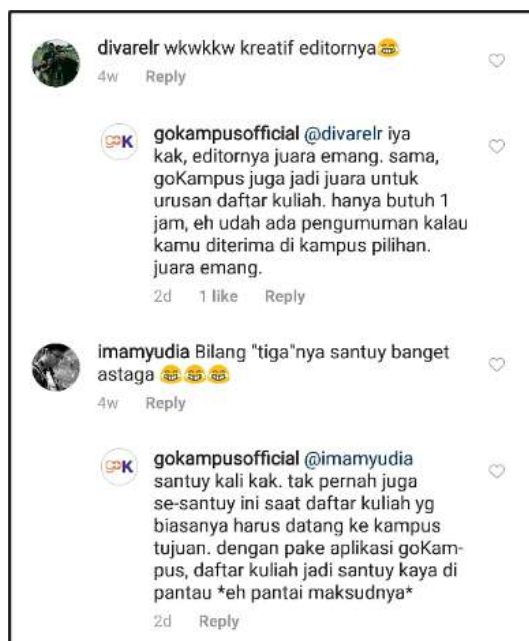 divarelr wkwkkw kreatif editornya😂
4w Reply
goK
gokampusofficial @divarelr iya
kak, editornya juara emang. sama,
goKampus juga jadi juara untuk
urusan daftar kuliah. hanya butuh 1
jam, eh udah ada pengumuman kalau
kamu diterima di kampus pilihan.
juara emang.
2d 1 like Reply
imamyudia Bilang "tiga"nya santuy banget
astaga 😂😂😂
4w Reply
goK
gokampusofficial @imamyudia
santuy kali kak. tak pernah juga
se-santuy ini saat daftar kuliah yg
biasanya harus datang ke kampus
tujuan. dengan pake aplikasi goKam-
pus, daftar kuliah jadi santuy kaya di
pantau *eh pantai maksudnya*
2d Reply